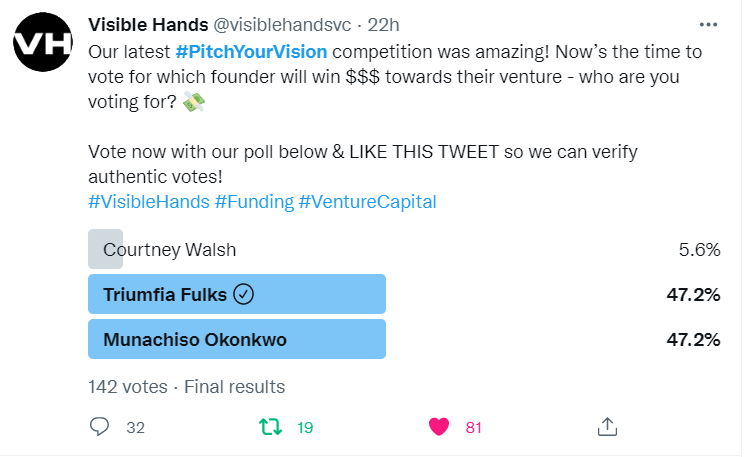 VH
Visible Hands @visiblehandsvc · 22h
Our latest #PitchYourVision competition was amazing! Now’s the time to
vote for which founder will win $$$ towards their venture - who are you
voting for? 💸
Vote now with our poll below & LIKE THIS TWEET so we can verify
authentic votes!
#VisibleHands #Funding #VentureCapital
Courtney Walsh 5.6%
Triumfia Fulks 47.2%
Munachiso Okonkwo 47.2%
142 votes · Final results
32 19 81